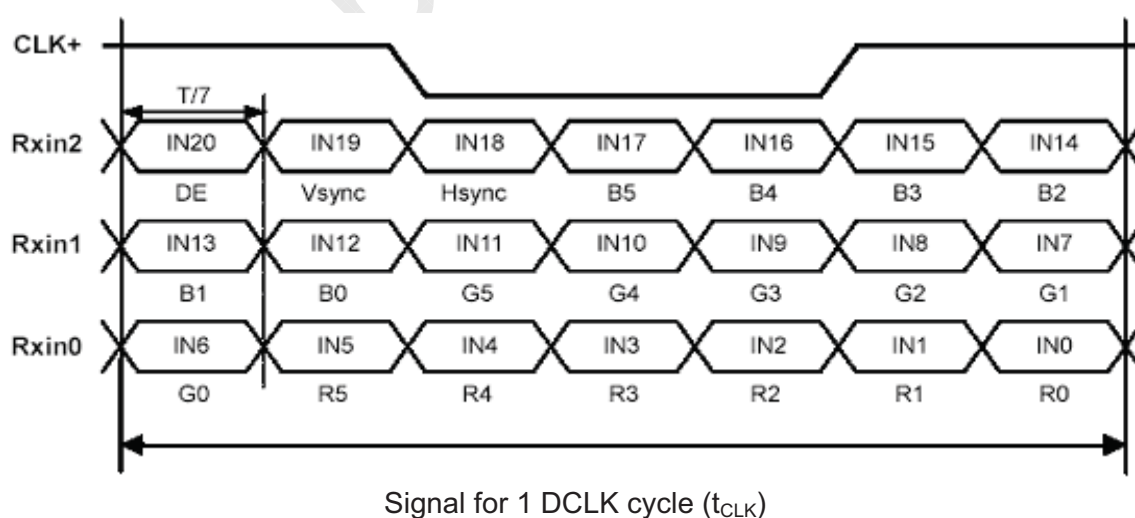 CLK+
T/7
Rxin2 IN20 IN19 IN18 IN17 IN16 IN15 IN14
DE Vsync Hsync B5 B4 B3 B2
Rxin1 IN13 IN12 IN11 IN10 IN9 IN8 IN7
B1 B0 G5 G4 G3 G2 G1
Rxin0 IN6 IN5 IN4 IN3 IN2 IN1 IN0
G0 R5 R4 R3 R2 R1 R0
Signal for 1 DCLK cycle (tCLK)